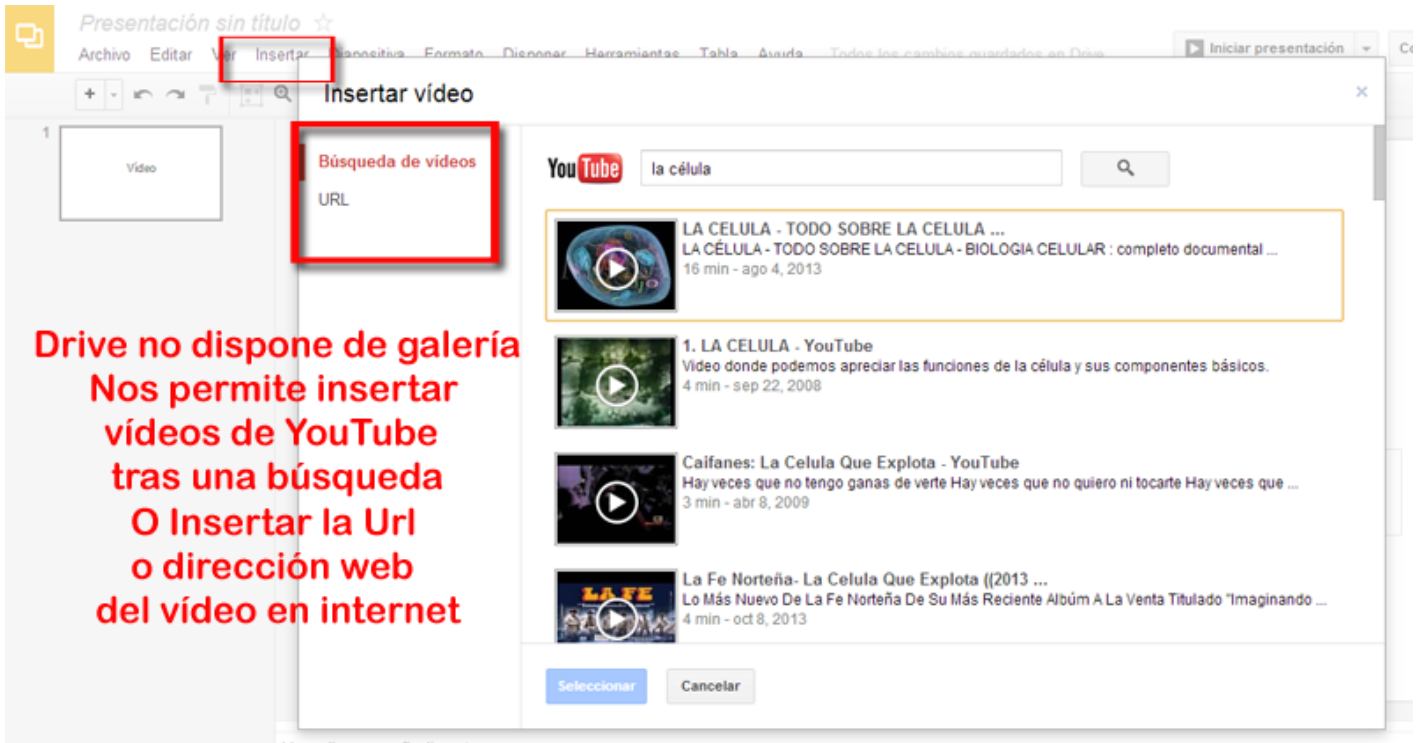 Presentación sin título
Archivo Editar Ver Insertar Diapositiva Formato Disponer Herramientas Tabla Ayuda Todos los cambios guardados en Drive
Iniciar presentación
Insertar vídeo
1
Vídeo
Búsqueda de vídeos
URL
You Tube
la célula
LA CELULA - TODO SOBRE LA CELULA ...
LA CÉLULA - TODO SOBRE LA CELULA - BIOLOGIA CELULAR : completo documental ...
16 min - ago 4, 2013
1. LA CELULA - YouTube
Video donde podemos apreciar las funciones de la célula y sus componentes básicos.
4 min - sep 22, 2008
Caifanes: La Celula Que Explota - YouTube
Hay veces que no tengo ganas de verte Hay veces que no quiero ni tocarte Hay veces que ...
3 min - abr 8, 2009
LA FE
La Fe Norteña- La Celula Que Explota ((2013 ...
Lo Más Nuevo De La Fe Norteña De Su Más Reciente Albúm A La Venta Titulado "Imaginando ...
4 min - oct 8, 2013
Seleccionar
Cancelar
Drive no dispone de galería
Nos permite insertar
vídeos de YouTube
tras una búsqueda
O Insertar la Url
o dirección web
del vídeo en internet